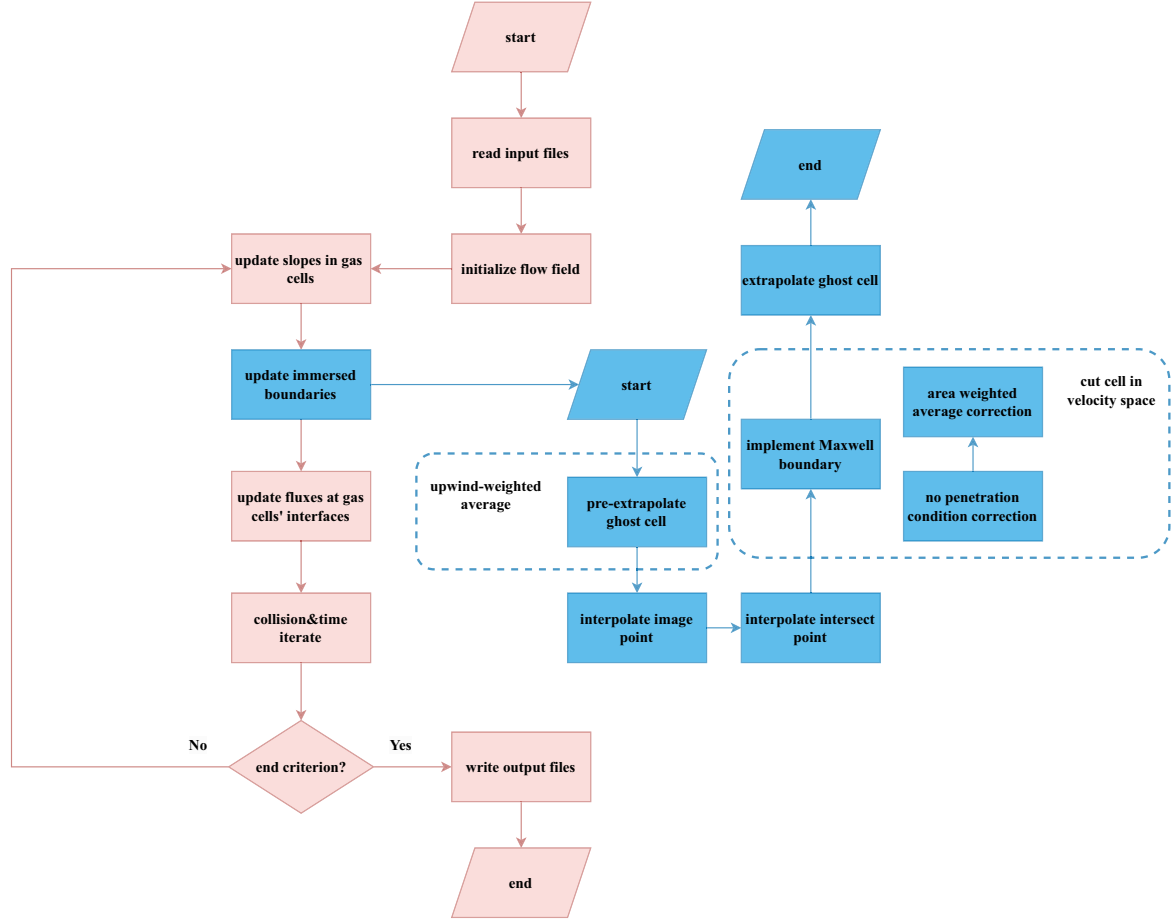 start
read input files
initialize flow field
update slopes in gas
cells
update immersed
boundaries
update fluxes at gas
cells' interfaces
collision&time
iterate
end criterion?
No
Yes
write output files
end
start
upwind-weighted
average
pre-extrapolate
ghost cell
interpolate image
point
interpolate intersect
point
implement Maxwell
boundary
area weighted
average correction
no penetration
condition correction
cut cell in
velocity space
extrapolate ghost cell
end